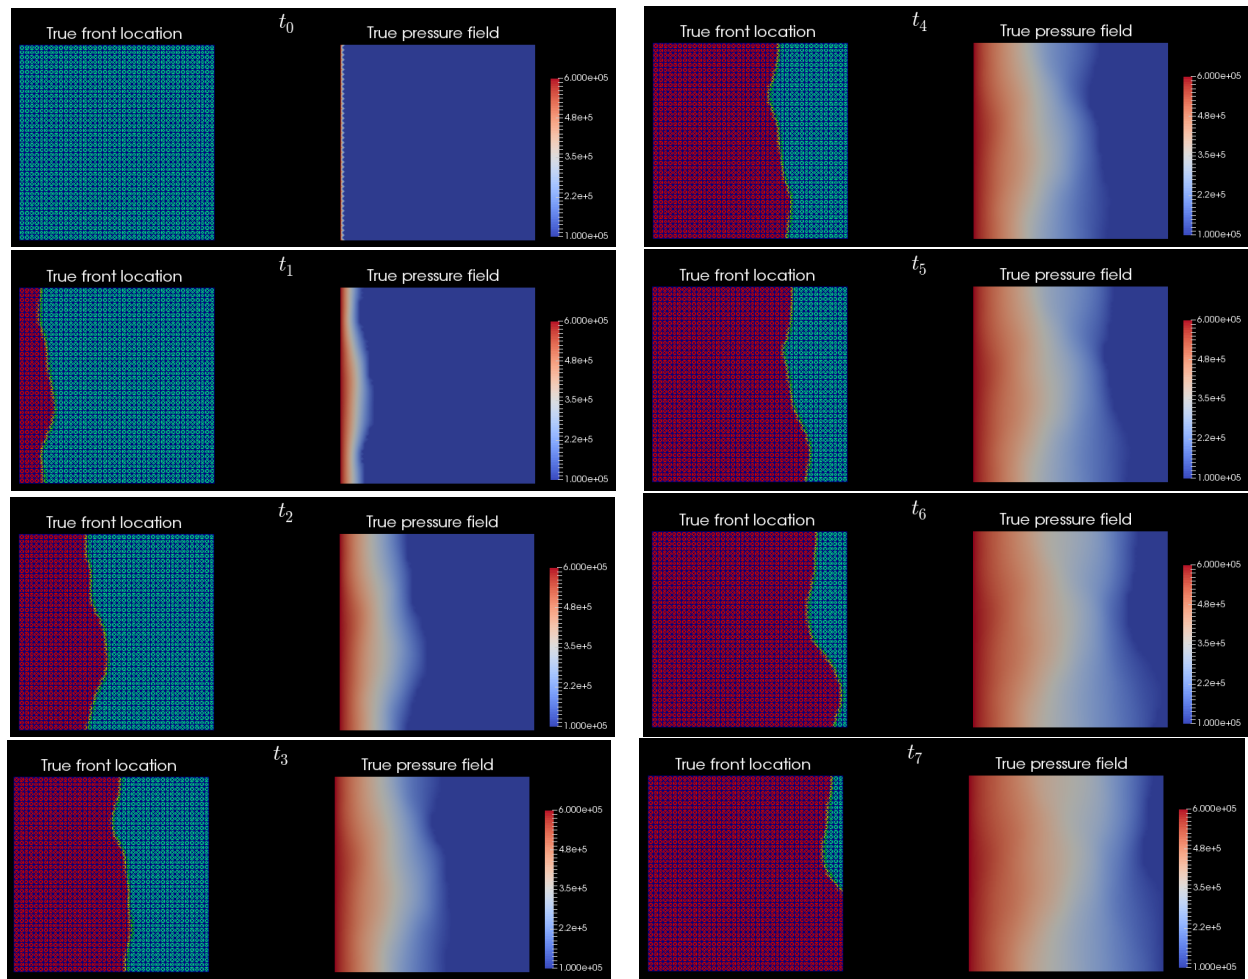 t0
True front location True pressure field
6.000e+05
4.8e+5
3.5e+5
2.2e+5
1.000e+05
t1
True front location True pressure field
6.000e+05
4.8e+5
3.5e+5
2.2e+5
1.000e+05
t2
True front location True pressure field
6.000e+05
4.8e+5
3.5e+5
2.2e+5
1.000e+05
t3
True front location True pressure field
6.000e+05
4.8e+5
3.5e+5
2.2e+5
1.000e+05
t4
True front location True pressure field
6.000e+05
4.8e+5
3.5e+5
2.2e+5
1.000e+05
t5
True front location True pressure field
6.000e+05
4.8e+5
3.5e+5
2.2e+5
1.000e+05
t6
True front location True pressure field
6.000e+05
4.8e+5
3.5e+5
2.2e+5
1.000e+05
t7
True front location True pressure field
6.000e+05
4.8e+5
3.5e+5
2.2e+5
1.000e+05